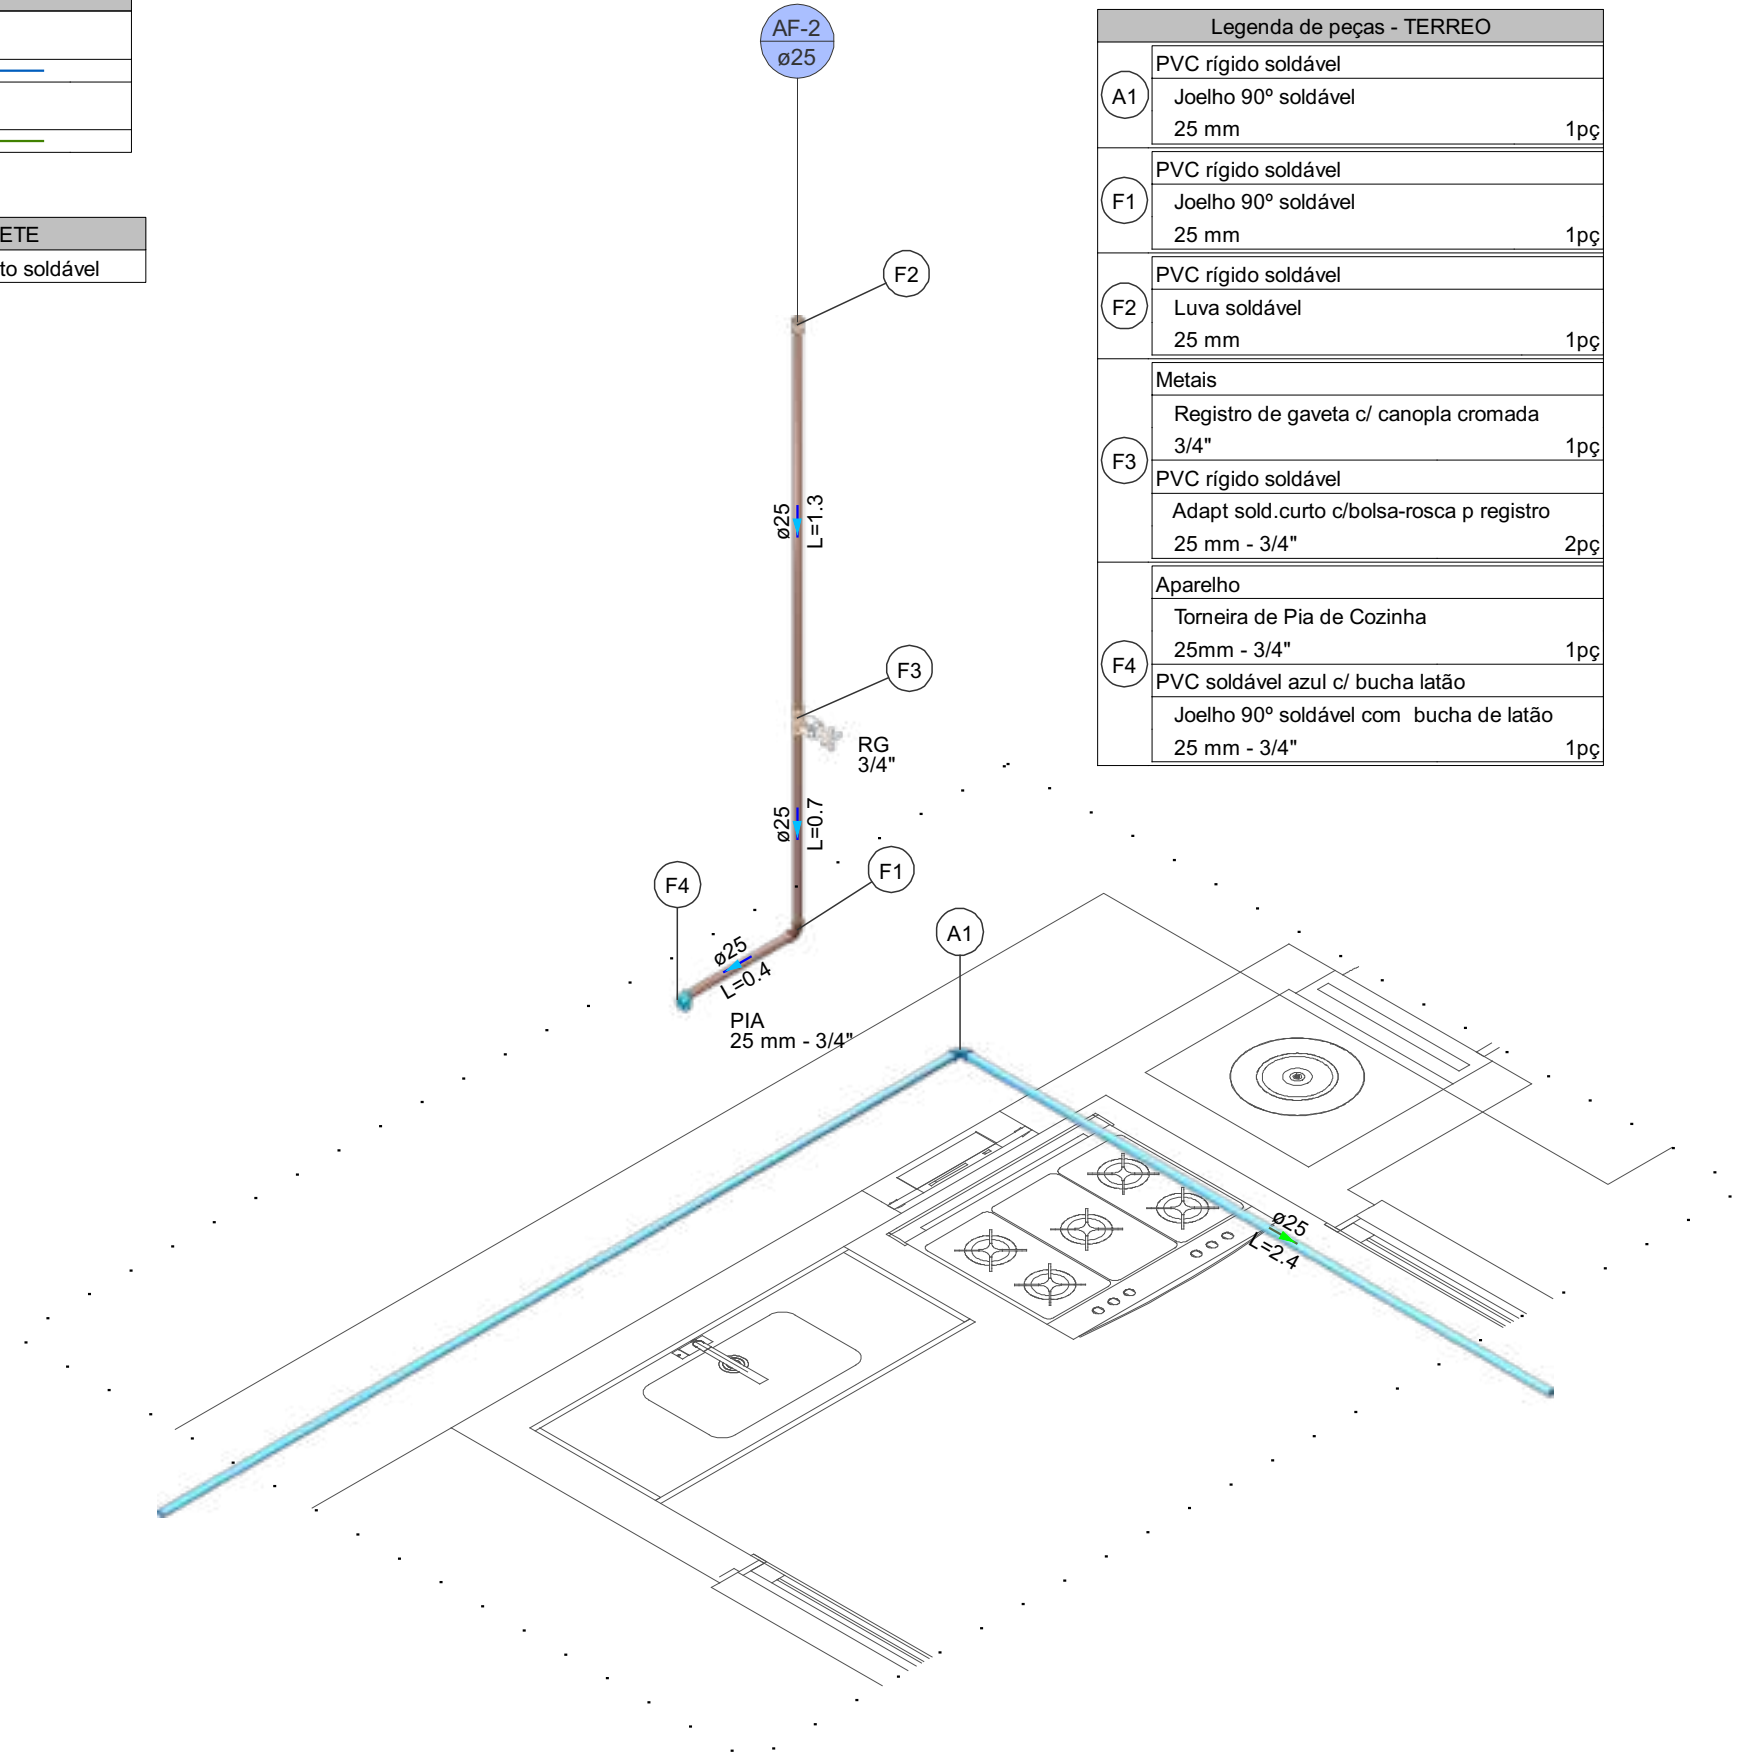 ETE
to soldável
AF-2
ø25
F2
ø25
L=1.3
F3
RG
3/4"
ø25
L=0.7
F1
F4
ø25
L=0.4
PIA
25 mm - 3/4"
A1
ø25
L=2.4
Legenda de peças - TERREO
A1
PVC rígido soldável
Joelho 90º soldável
25 mm 1pç
F1
PVC rígido soldável
Joelho 90º soldável
25 mm 1pç
F2
PVC rígido soldável
Luva soldável
25 mm 1pç
F3
Metais
Registro de gaveta c/ canopla cromada
3/4" 1pç
PVC rígido soldável
Adapt sold.curto c/bolsa-rosca p registro
25 mm - 3/4" 2pç
F4
Aparelho
Torneira de Pia de Cozinha
25mm - 3/4" 1pç
PVC soldável azul c/ bucha latão
Joelho 90º soldável com  bucha de latão
25 mm - 3/4" 1pç